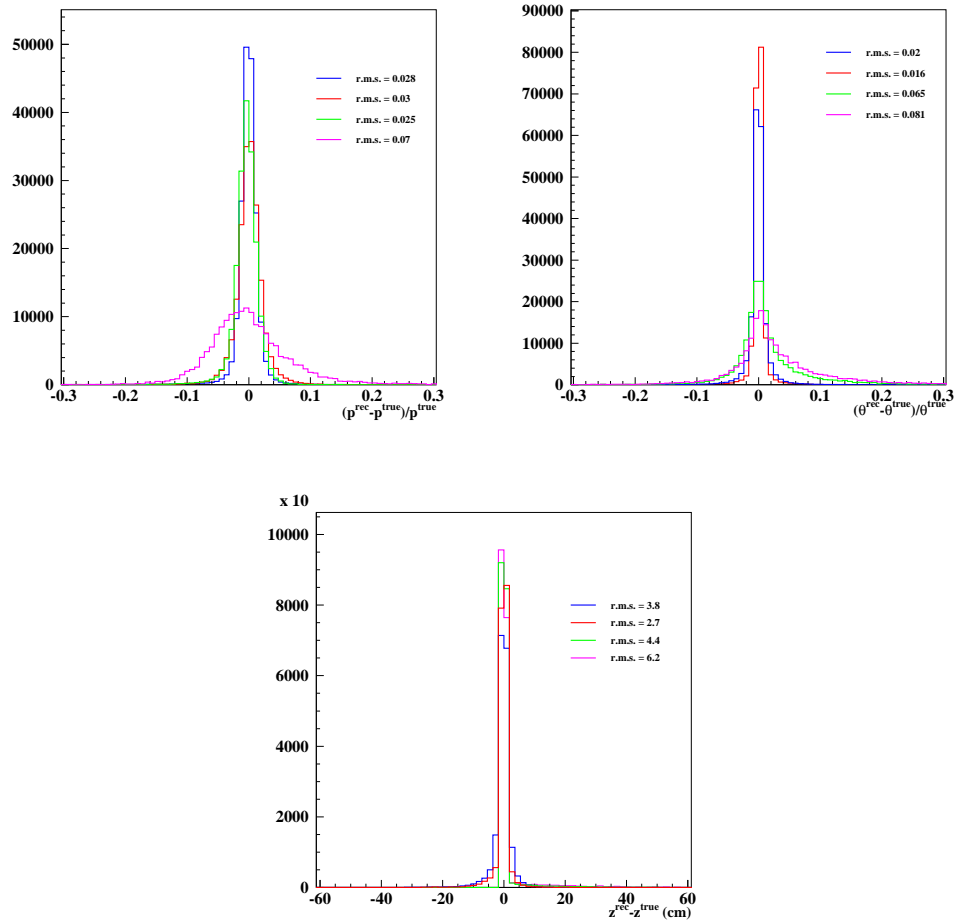 50000
40000
30000
20000
10000
0
-0.3 -0.2 -0.1 0 0.1 0.2 0.3
(p^rec-p^true)/p^true
r.m.s. = 0.028
r.m.s. = 0.03
r.m.s. = 0.025
r.m.s. = 0.07
90000
80000
70000
60000
50000
40000
30000
20000
10000
0
-0.3 -0.2 -0.1 0 0.1 0.2 0.3
(θ^rec-θ^true)/θ^true
r.m.s. = 0.02
r.m.s. = 0.016
r.m.s. = 0.065
r.m.s. = 0.081
x 10
10000
8000
6000
4000
2000
0
-60 -40 -20 0 20 40 60
z^rec-z^true (cm)
r.m.s. = 3.8
r.m.s. = 2.7
r.m.s. = 4.4
r.m.s. = 6.2